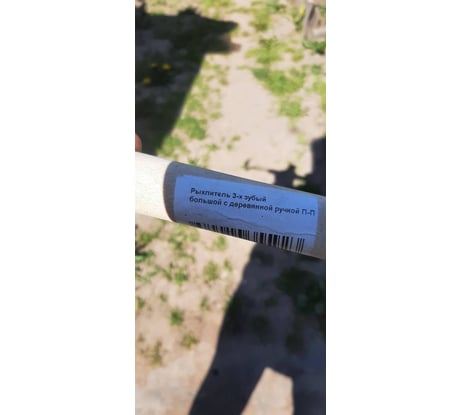 Рыхлитель 3-х зубый
большой с деревянной ручкой П-П